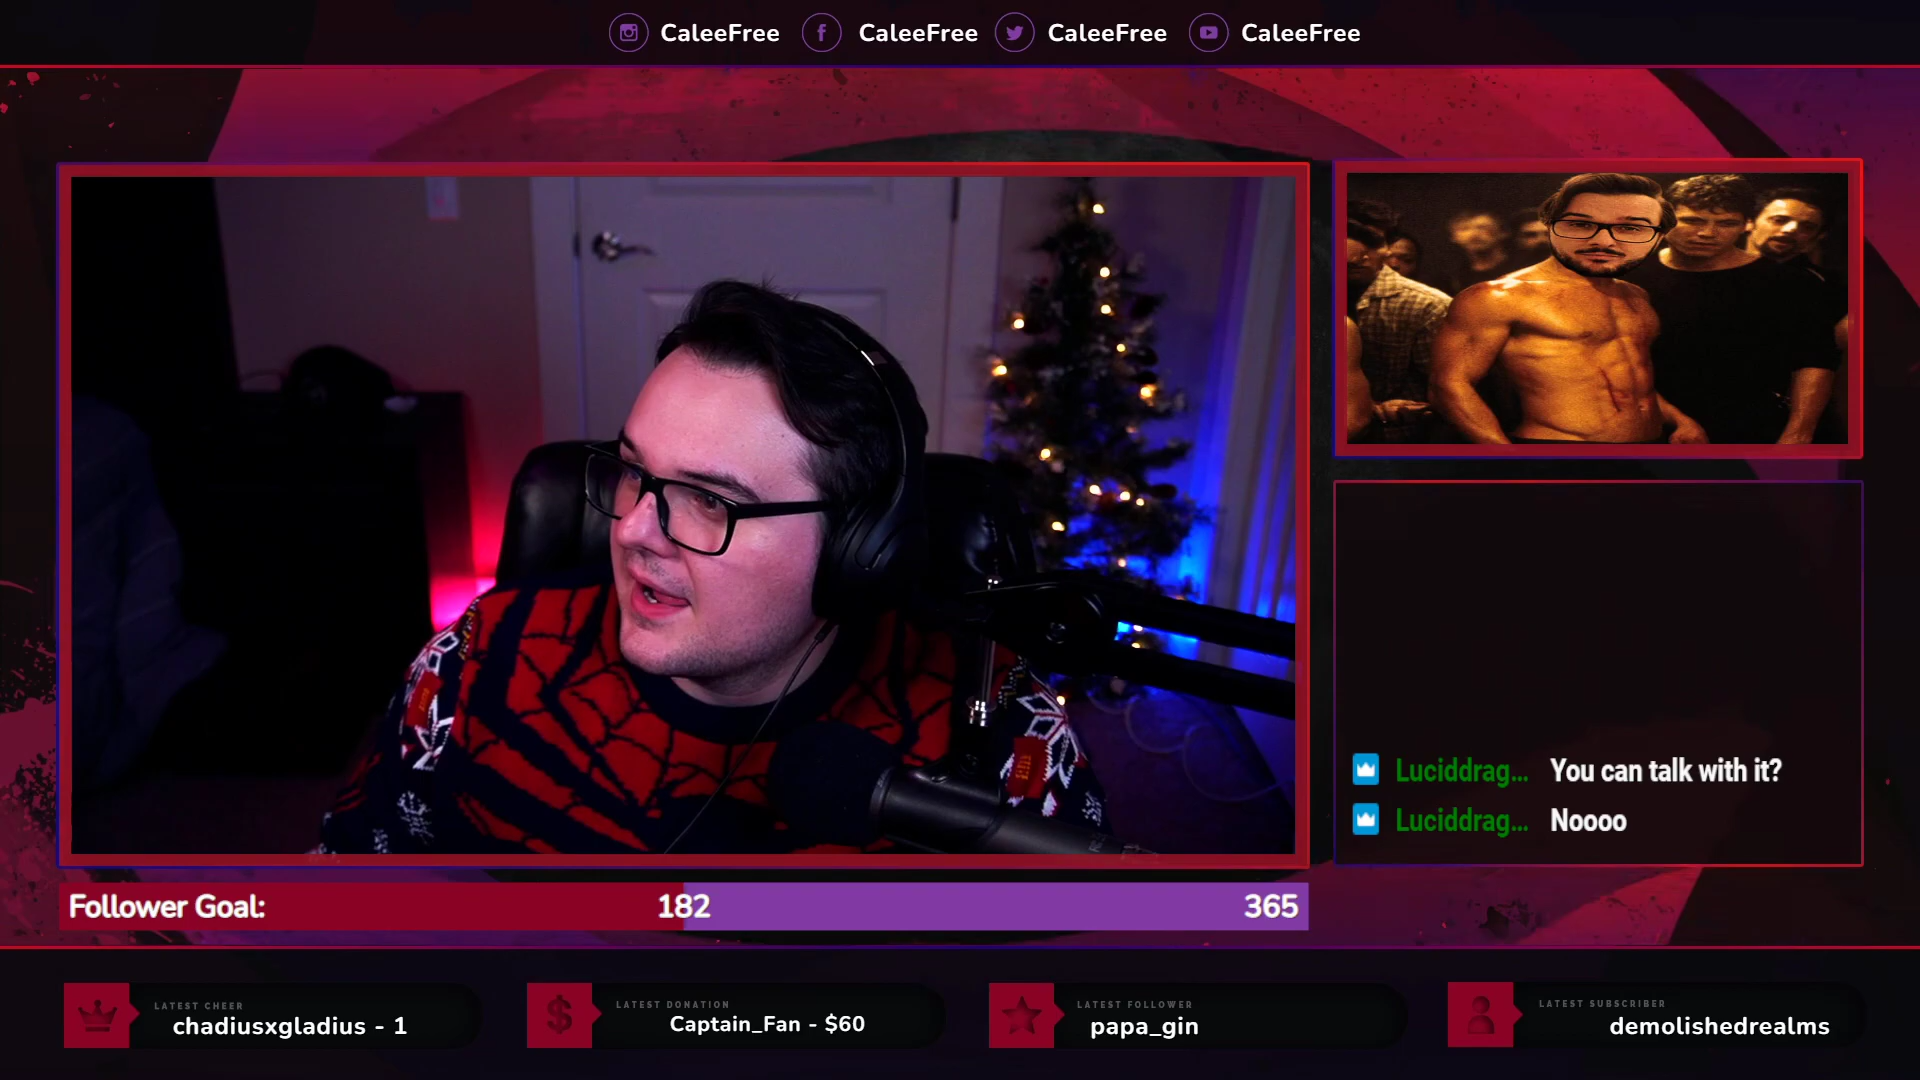 CaleeFree CaleeFree CaleeFree CaleeFree
Luciddrag... You can talk with it?
Luciddrag... Noooo
Follower Goal: 182 365
LATEST CHEER
chadiusxgladius - 1
LATEST DONATION
Captain_Fan - $60
LATEST FOLLOWER
papa_gin
LATEST SUBSCRIBER
demolishedrealms